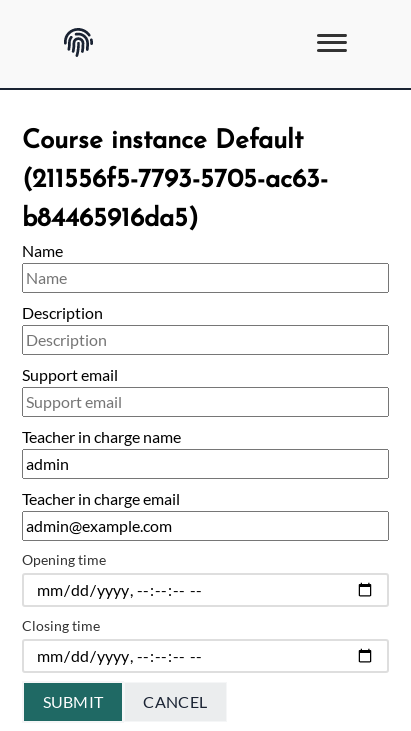 Course instance Default
(211556f5-7793-5705-ac63-
b84465916da5)
Name
Name
Description
Description
Support email
Support email
Teacher in charge name
admin
Teacher in charge email
admin@example.com
Opening time
mm/dd/yyyy, --:--:-- --
Closing time
mm/dd/yyyy, --:--:-- --
SUBMIT CANCEL